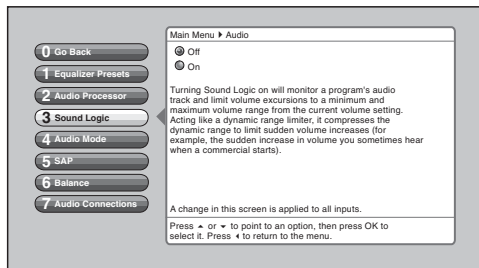 Main Menu ▶ Audio
0 Go Back
1 Equalizer Presets
2 Audio Processor
3 Sound Logic
4 Audio Mode
5 SAP
6 Balance
7 Audio Connections
Off
On
Turning Sound Logic on will monitor a program's audio
track and limit volume excursions to a minimum and
maximum volume range from the current volume setting.
Acting like a dynamic range limiter, it compresses the
dynamic range to limit sudden volume increases (for
example, the sudden increase in volume you sometimes hear
when a commercial starts).
A change in this screen is applied to all inputs.
Press ▲ or ▼ to point to an option, then press OK to
select it. Press ◀ to return to the menu.